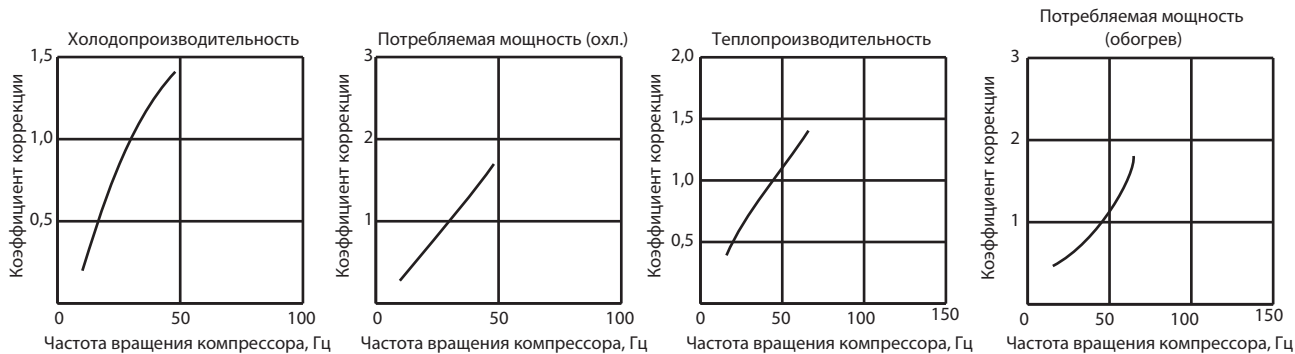 Холодопроизводительность
Коэффициент коррекции
1,5
1,0
0,5
0
50
100
Частота вращения компрессора, Гц
Потребляемая мощность (охл.)
Коэффициент коррекции
3
2
1
0
50
100
Частота вращения компрессора, Гц
Теплопроизводительность
Коэффициент коррекции
2,0
1,5
1,0
0,5
0
50
100
150
Частота вращения компрессора, Гц
Потребляемая мощность
(обогрев)
Коэффициент коррекции
3
2
1
0
50
100
150
Частота вращения компрессора, Гц